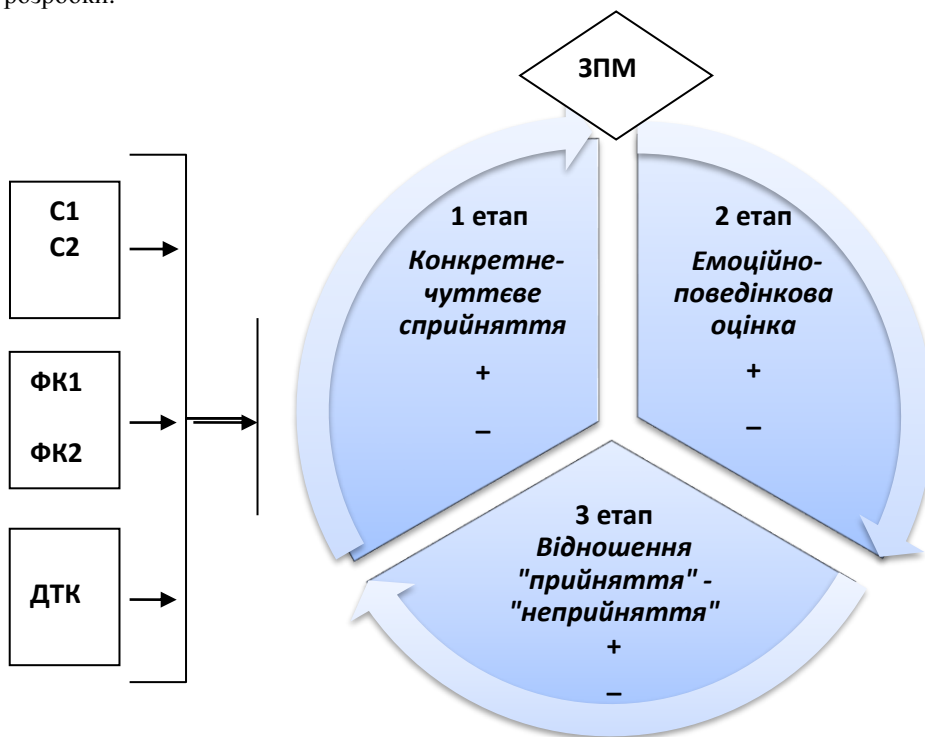 розробки.
ЗПМ
С1
С2
ФК1
ФК2
ДТК
1 етап
Конкретне-
чуттєве
сприйняття
+
–
2 етап
Емоційно-
поведінкова
оцінка
+
–
3 етап
Відношення
"прийняття" -
"неприйняття"
+
–